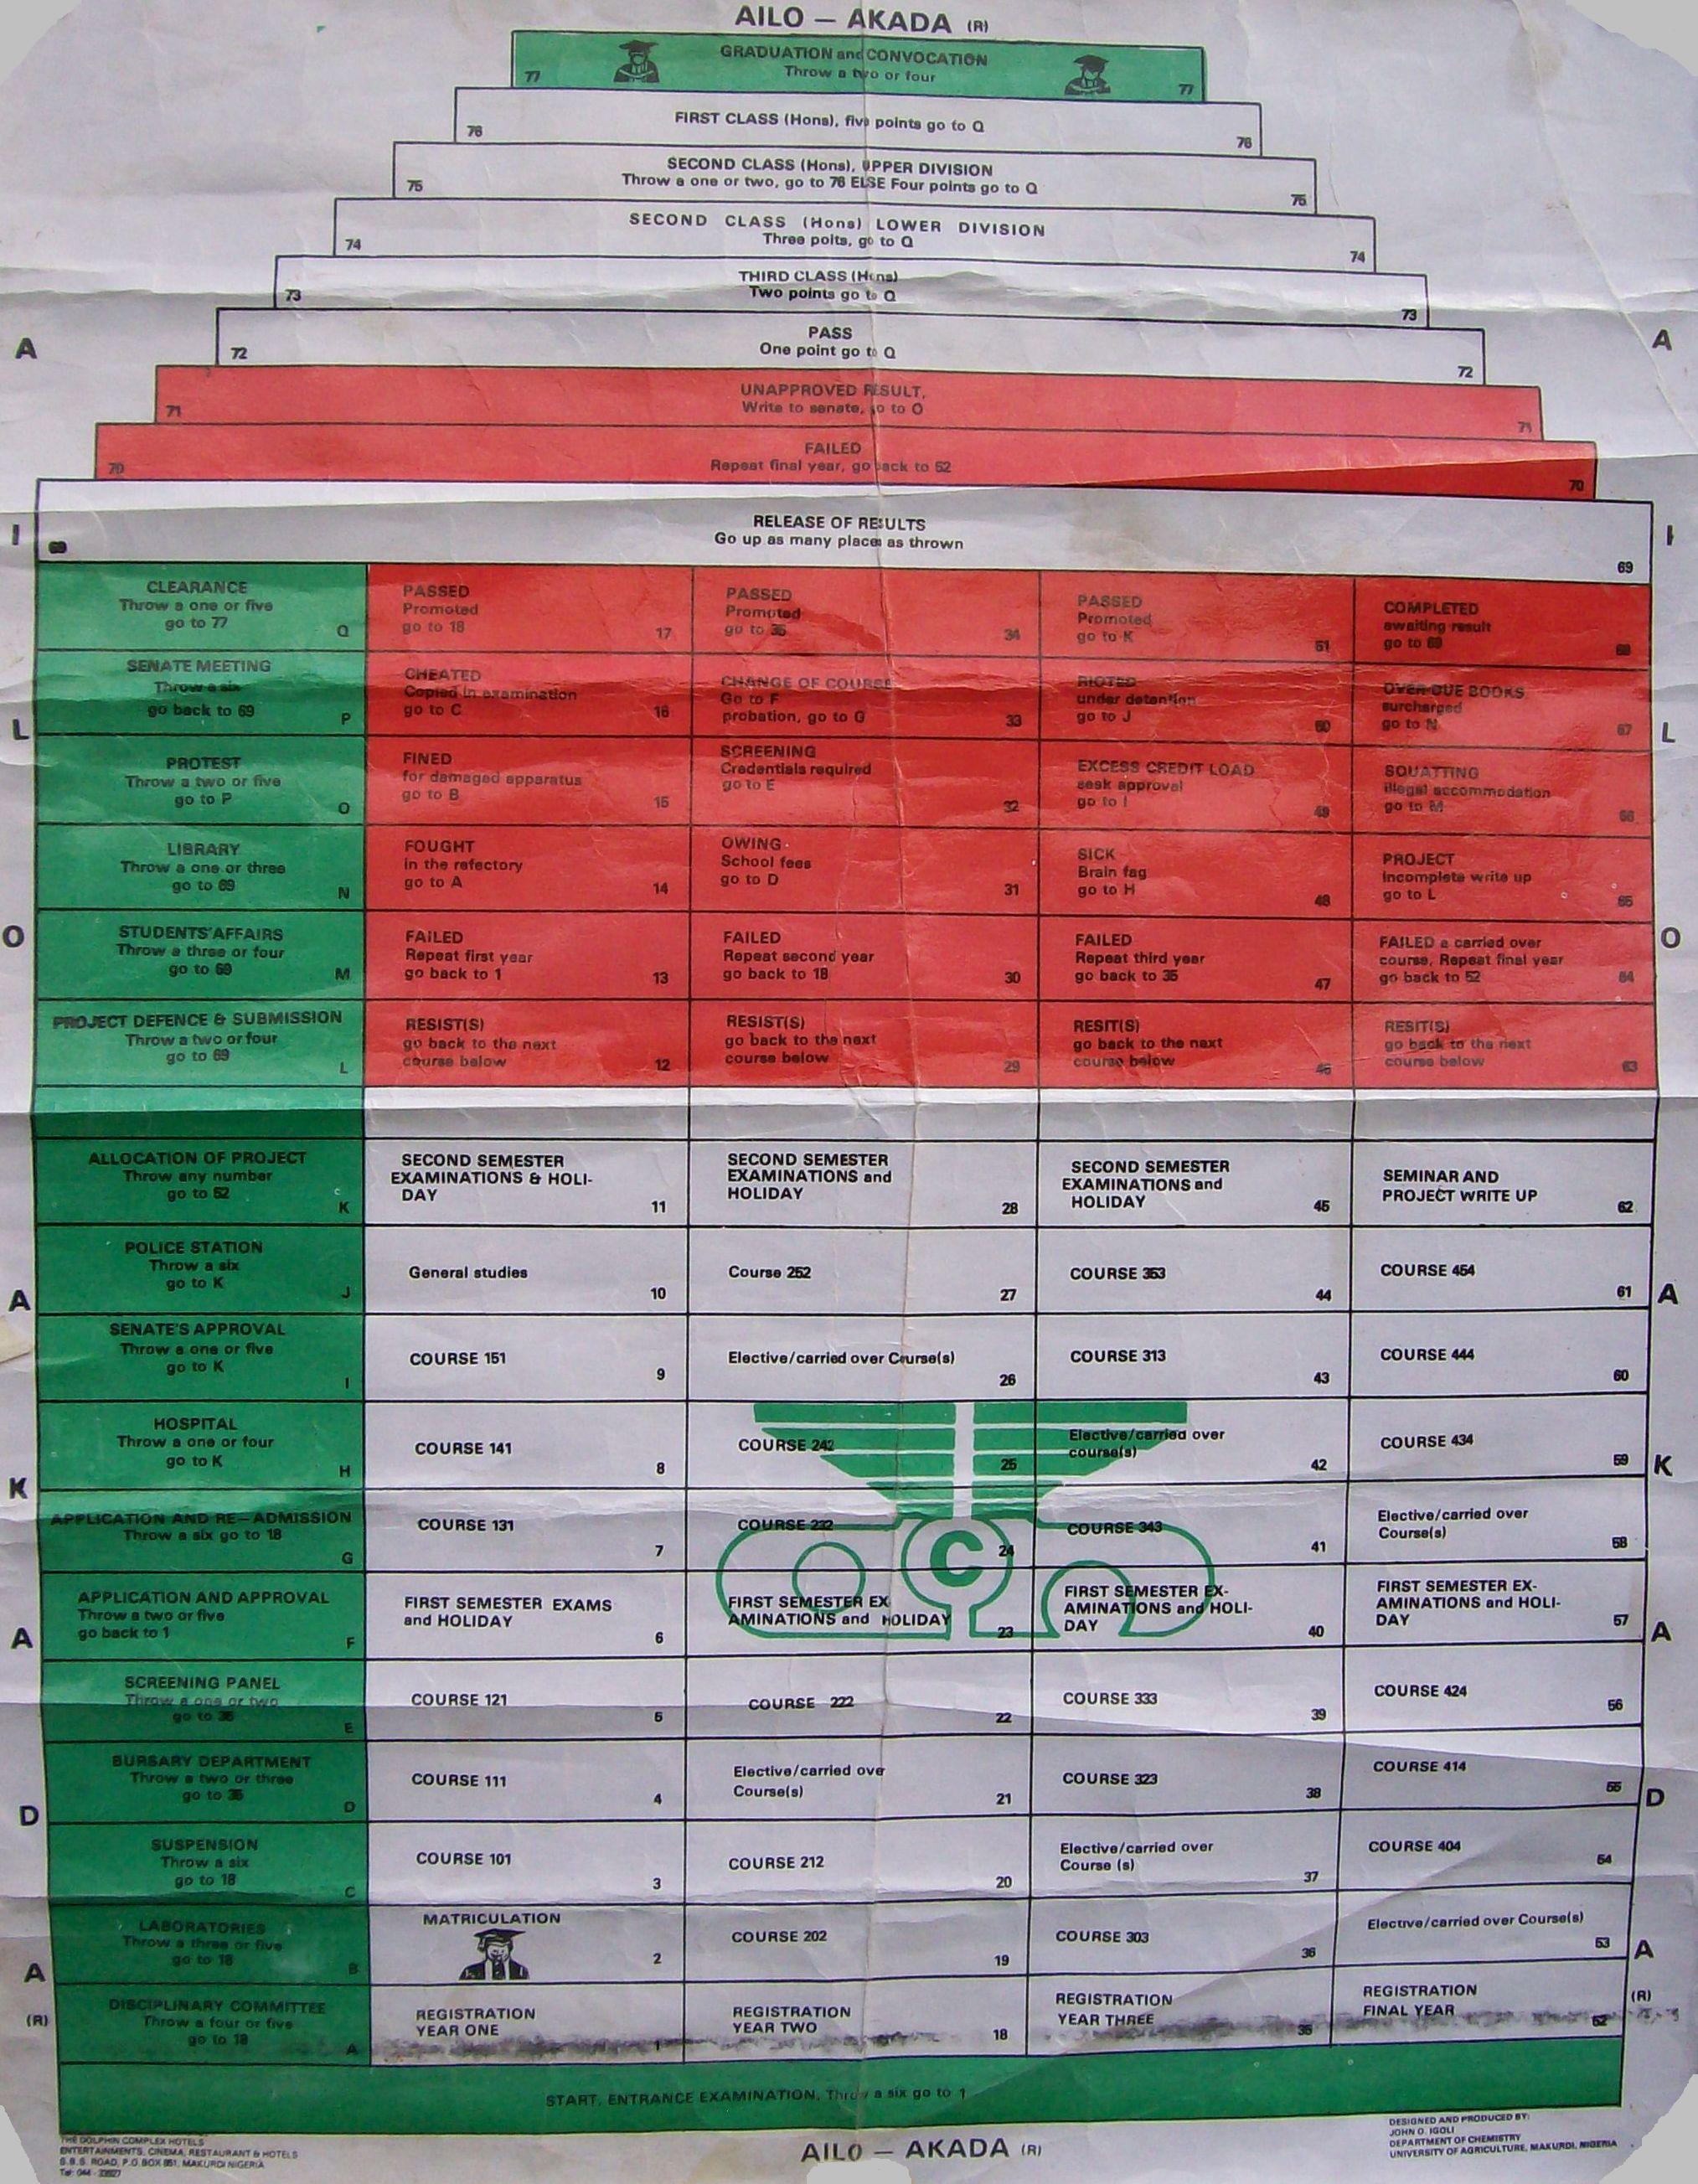 AILO — AKADA (R)
GRADUATION and CONVOCATION
Throw a two or four
77 77
FIRST CLASS (Hons), five points go to Q
76 76
SECOND CLASS (Hons), UPPER DIVISION
Throw a one or two, go to 76 ELSE Four points go to Q
75 75
SECOND CLASS (Hons) LOWER DIVISION
Three poits, go to Q
74 74
THIRD CLASS (Hons)
Two points go to Q
73 73
PASS
One point go to Q
72 72
UNAPPROVED RESULT,
Write to senate, go to O
71 71
FAILED
Repeat final year, go back to 52
70 70
RELEASE OF RESULTS
Go up as many places as thrown
69 69
CLEARANCE
Throw a one or five
go to 77
Q
PASSED
Promoted
go to 18
17
PASSED
Promoted
go to 35
34
PASSED
Promoted
go to K
51
COMPLETED
awaiting result
go to 69
68
SENATE MEETING
Throw a six
go back to 69
P
CHEATED
Copied in examination
go to C
16
CHANGE OF COURSE
Go to F
probation, go to G
33
RIOTED
under detention
go to J
50
OVER-DUE BOOKS
surcharged
go to N
67
PROTEST
Throw a two or five
go to P
O
FINED
for damaged apparatus
go to B
15
SCREENING
Credentials required
go to E
32
EXCESS CREDIT LOAD
seek approval
go to I
49
SQUATTING
illegal accommodation
go to M
66
LIBRARY
Throw a one or three
go to 69
N
FOUGHT
in the refectory
go to A
14
OWING
School fees
go to D
31
SICK
Brain fag
go to H
48
PROJECT
incomplete write up
go to L
65
STUDENTS'AFFAIRS
Throw a three or four
go to 69
M
FAILED
Repeat first year
go back to 1
13
FAILED
Repeat second year
go back to 18
30
FAILED
Repeat third year
go back to 35
47
FAILED a carried over
course, Repeat final year
go back to 52
64
PROJECT DEFENCE & SUBMISSION
Throw a two or four
go to 69
L
RESIST(S)
go back to the next
course below
12
RESIST(S)
go back to the next
course below
29
RESIT(S)
go back to the next
course below
46
RESIT(S)
go back to the next
course below
63
ALLOCATION OF PROJECT
Throw any number
go to 52
K
SECOND SEMESTER
EXAMINATIONS & HOLI-
DAY
11
SECOND SEMESTER
EXAMINATIONS and
HOLIDAY
28
SECOND SEMESTER
EXAMINATIONS and
HOLIDAY
45
SEMINAR AND
PROJECT WRITE UP
62
POLICE STATION
Throw a six
go to K
J
General studies
10
Course 252
27
COURSE 353
44
COURSE 454
61
SENATE'S APPROVAL
Throw a one or five
go to K
I
COURSE 151
9
Elective/carried over Course(s)
26
COURSE 313
43
COURSE 444
60
HOSPITAL
Throw a one or four
go to K
H
COURSE 141
8
COURSE 242
25
Elective/carried over
course(s)
42
COURSE 434
59
APPLICATION AND RE—ADMISSION
Throw a six go to 18
G
COURSE 131
7
COURSE 232
24
COURSE 343
41
Elective/carried over
Course(s)
58
C
APPLICATION AND APPROVAL
Throw a two or five
go back to 1
F
FIRST SEMESTER EXAMS
and HOLIDAY
6
FIRST SEMESTER EX
AMINATIONS and HOLIDAY
23
FIRST SEMESTER EX-
AMINATIONS and HOLI-
DAY
40
FIRST SEMESTER EX-
AMINATIONS and HOLI-
DAY
57
SCREENING PANEL
Throw a one or two
go to 35
E
COURSE 121
5
COURSE 222
22
COURSE 333
39
COURSE 424
56
BURSARY DEPARTMENT
Throw a two or three
go to 35
D
COURSE 111
4
Elective/carried over
Course(s)
21
COURSE 323
38
COURSE 414
55
SUSPENSION
Throw a six
go to 18
C
COURSE 101
3
COURSE 212
20
Elective/carried over
Course (s)
37
COURSE 404
54
LABORATORIES
Throw a three or five
go to 18
B
MATRICULATION
2
COURSE 202
19
COURSE 303
36
Elective/carried over Course(s)
53
DISCIPLINARY COMMITTEE
Throw a four or five
go to 18
A
REGISTRATION
YEAR ONE
1
REGISTRATION
YEAR TWO
18
REGISTRATION
YEAR THREE
35
REGISTRATION
FINAL YEAR
52
START, ENTRANCE EXAMINATION, Throw a six go to 1
A
I
L
O
A
K
A
D
A
(R)
A
I
L
O
A
K
A
D
A
(R)
THE DOLPHIN COMPLEX HOTELS
ENTERTAINMENTS, CINEMA, RESTAURANT & HOTELS
S.B.S. ROAD, P.O. BOX 851, MAKURDI NIGERIA
Tel: 044 -
AILO — AKADA (R)
DESIGNED AND PRODUCED BY:
JOHN O. IGOLI
DEPARTMENT OF CHEMISTRY
UNIVERSITY OF AGRICULTURE, MAKURDI, NIGERIA